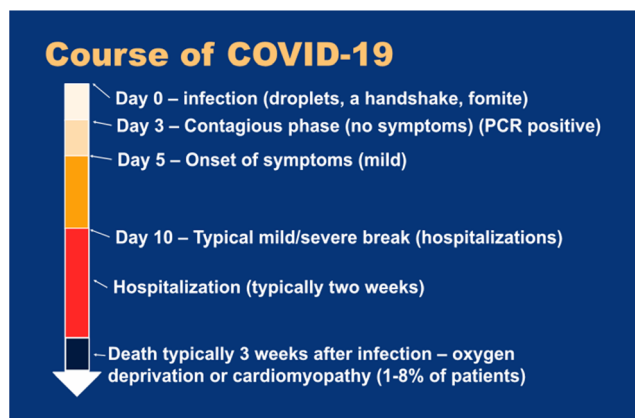 Course of COVID-19
Day 0 – infection (droplets, a handshake, fomite)
Day 3 – Contagious phase (no symptoms) (PCR positive)
Day 5 – Onset of symptoms (mild)
Day 10 – Typical mild/severe break (hospitalizations)
Hospitalization (typically two weeks)
Death typically 3 weeks after infection – oxygen
deprivation or cardiomyopathy (1-8% of patients)